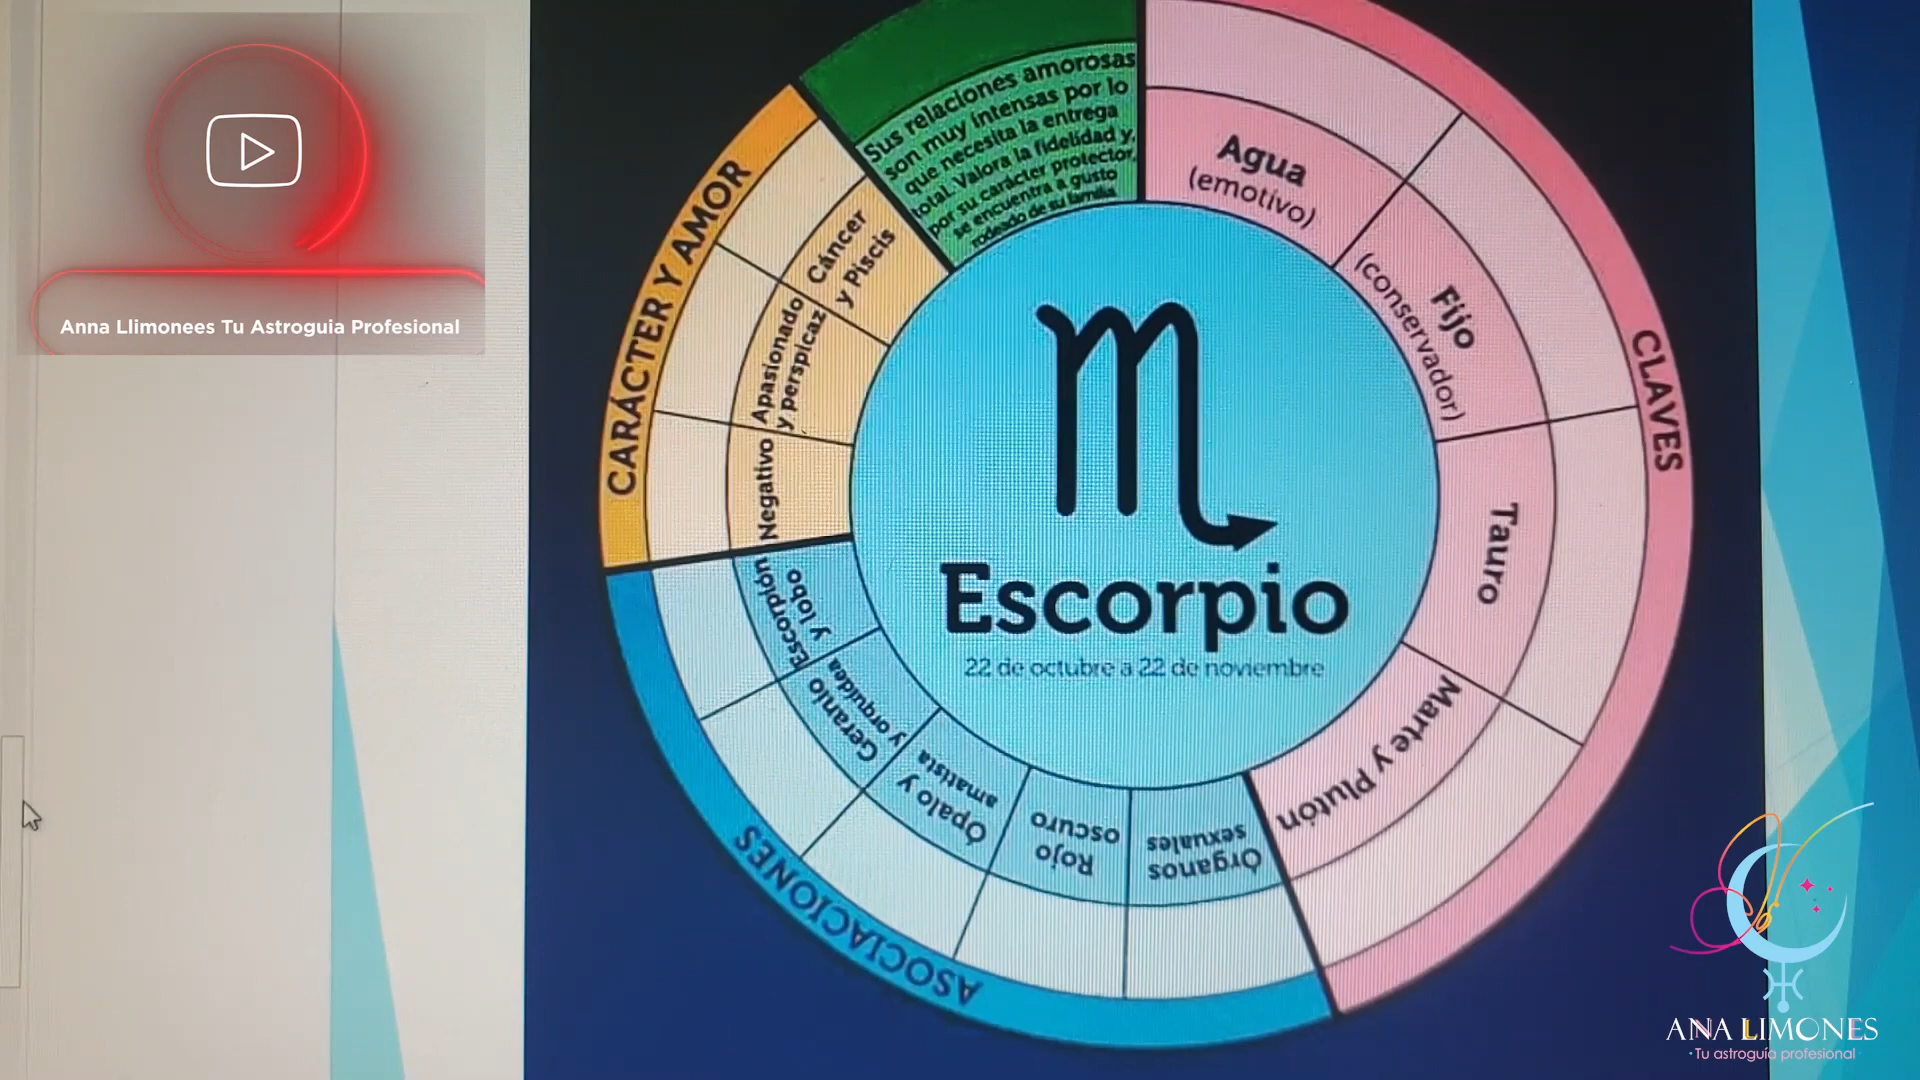 Anna Llimonees Tu Astroguia Profesional
CARÁCTER Y AMOR
Sus relaciones amorosas
son muy intensas por lo
que necesita la entrega
total. Valora la fidelidad y,
por su carácter protector,
se encuentra a gusto
rodeado de su familia
Cáncer
y Piscis
Apasionado
y perspicaz
Negativo
CLAVES
Agua
(emotivo)
Fijo
(conservador)
Tauro
Marte y Plutón
Escorpio
22 de octubre a 22 de noviembre
ASOCIACIONES
Escorpión
y lobo
Geranio
y orquídea
Ópalo y
amatista
Rojo
oscuro
Órganos
sexuales
ANA LIMONES
Tu astroguía profesional